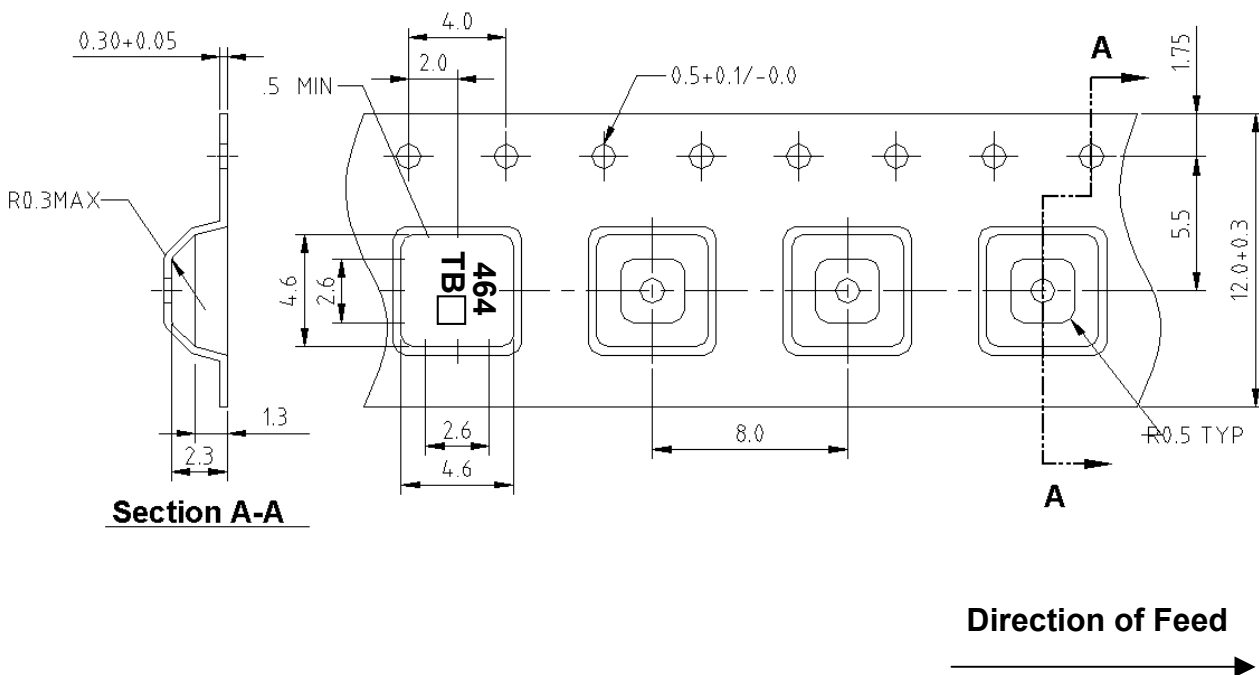 4.0
A
0.30+0.05
1.75
2.0
0.5+0.1/-0.0
.5 MIN
R0.3MAX
5.5
12.0+0.3
4.6
2.6
464
TB
1.3
2.6
8.0
R0.5 TYP
2.3
4.6
A
Section A-A
Direction of Feed